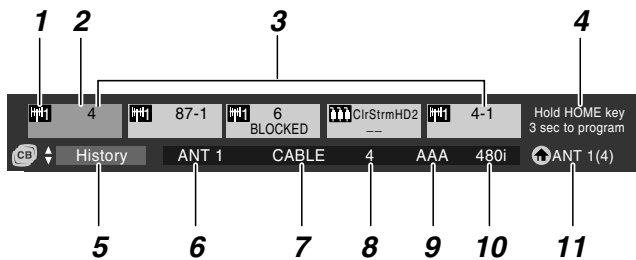 1 2 3 4
4 87-1 6 ClrStrmHD2 4-1 Hold HOME key
BLOCKED -- 3 sec to program
CB History ANT 1 CABLE 4 AAA 480i ANT 1(4)
5 6 7 8 9 10 11